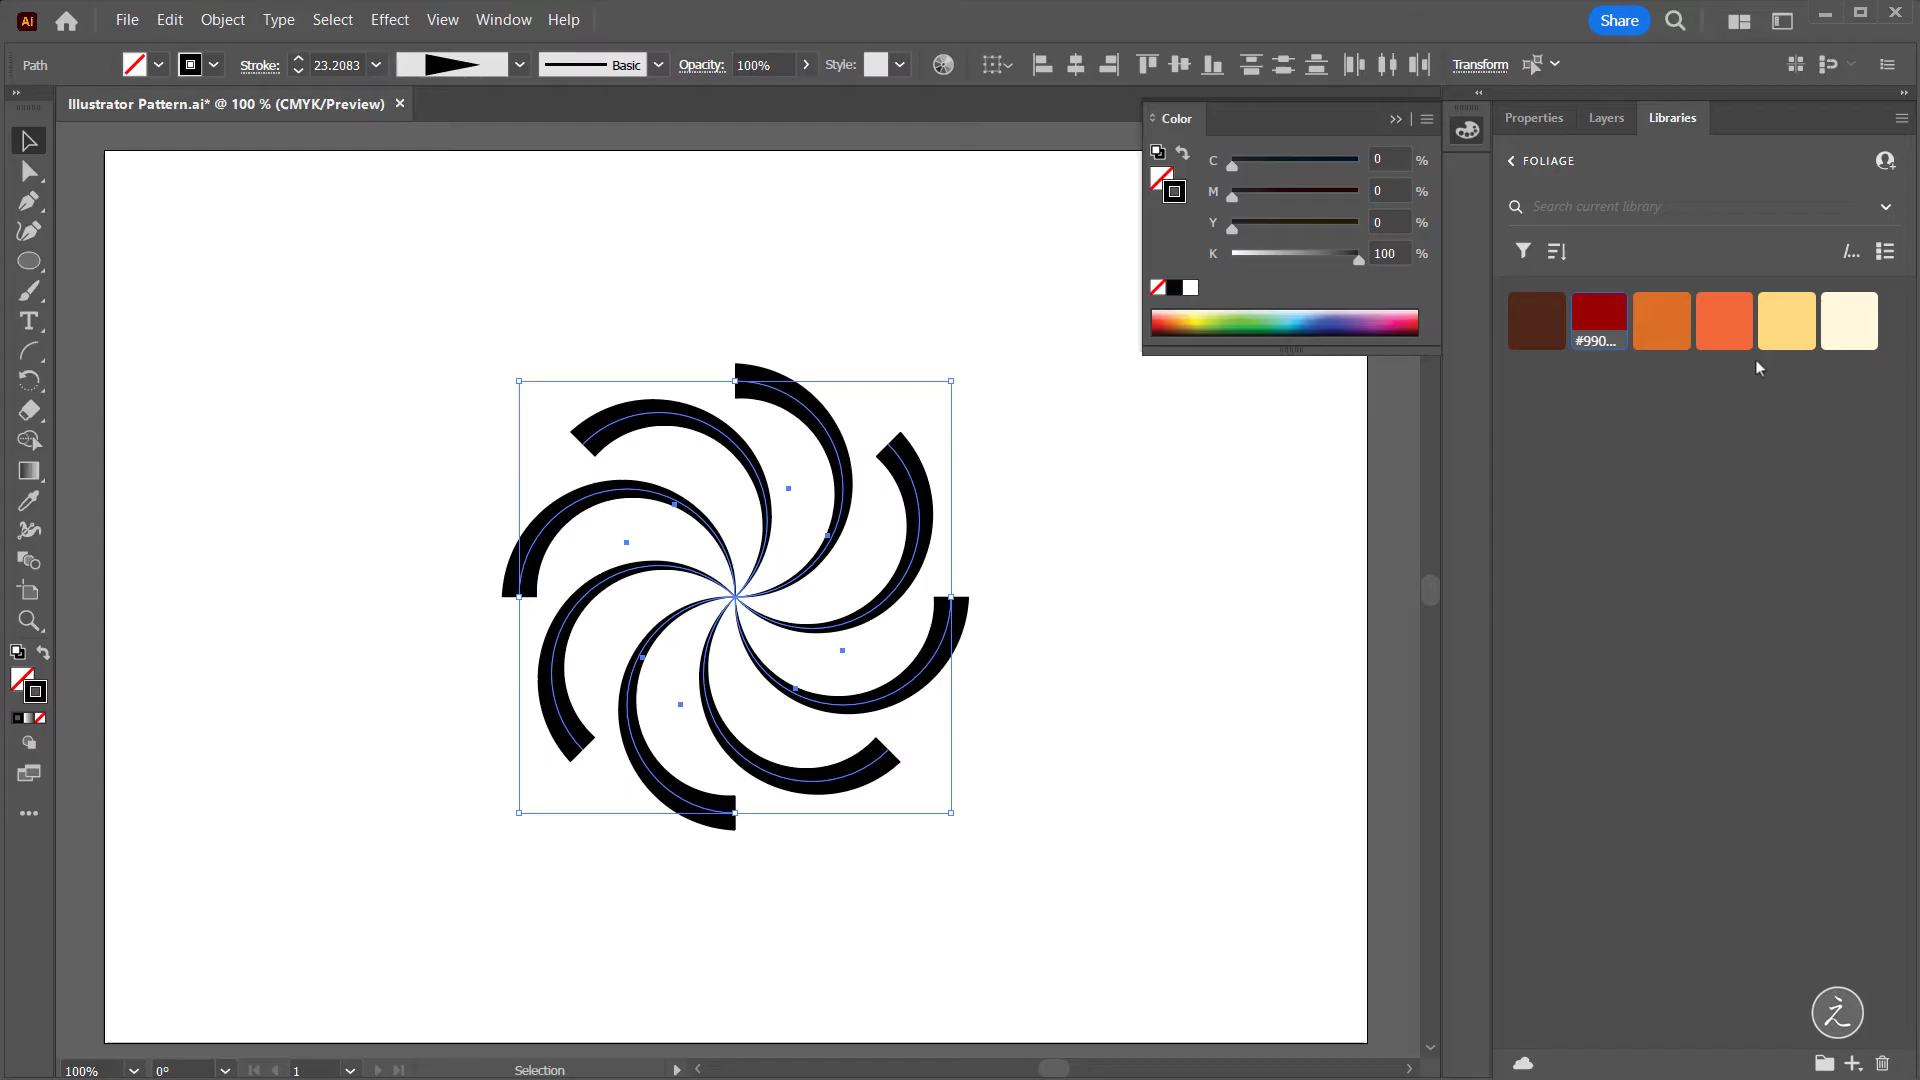 Ai File Edit Object Type Select Effect View Window Help Share
Path Stroke: 23.2083 Basic Opacity: 100% Style: Transform
Illustrator Pattern.ai* @ 100 % (CMYK/Preview)
Color
C 0 %
M 0 %
Y 0 %
K 100 %
Properties Layers Libraries
FOLIAGE
Search current library
/...
#990...
T
え
100% 0° 1 Selection